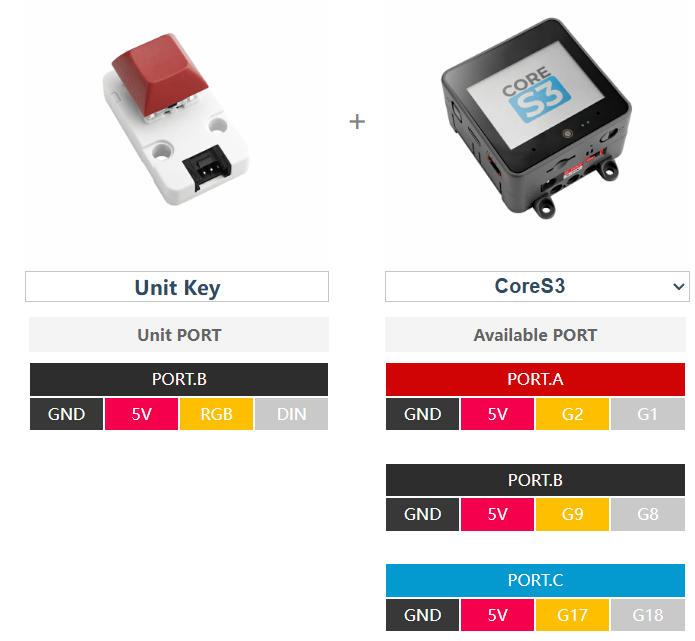 CORE
S3
+
Unit Key
CoreS3
Unit PORT
Available PORT
PORT.B
GND 5V RGB DIN
PORT.A
GND 5V G2 G1
PORT.B
GND 5V G9 G8
PORT.C
GND 5V G17 G18